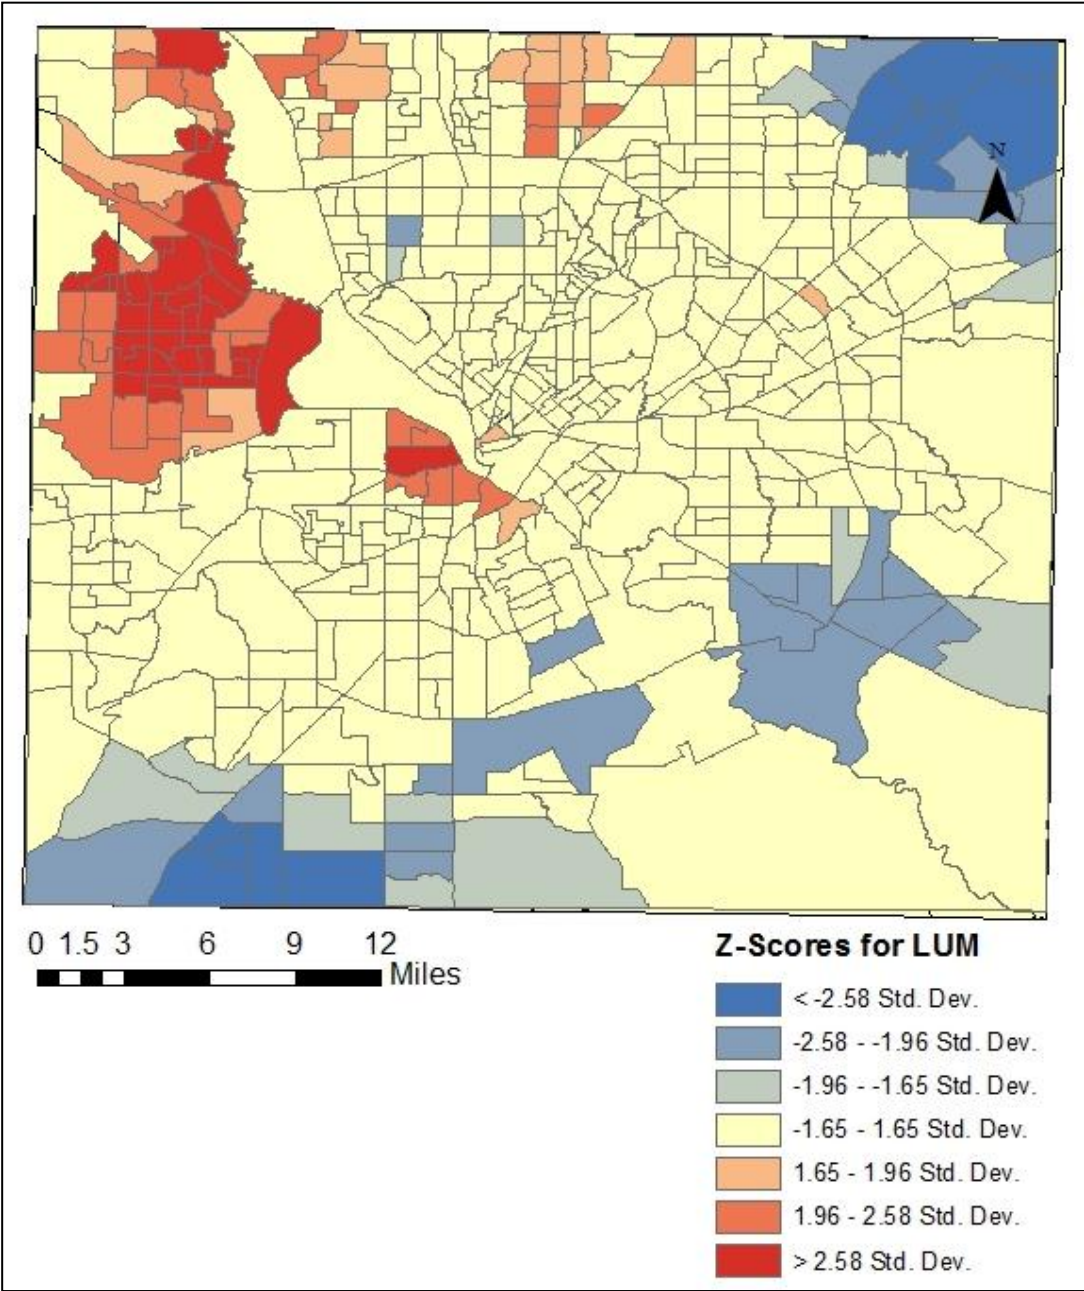 N
0 1.5 3 6 9 12
Miles
Z-Scores for LUM
< -2.58 Std. Dev.
-2.58 - -1.96 Std. Dev.
-1.96 - -1.65 Std. Dev.
-1.65 - 1.65 Std. Dev.
1.65 - 1.96 Std. Dev.
1.96 - 2.58 Std. Dev.
> 2.58 Std. Dev.